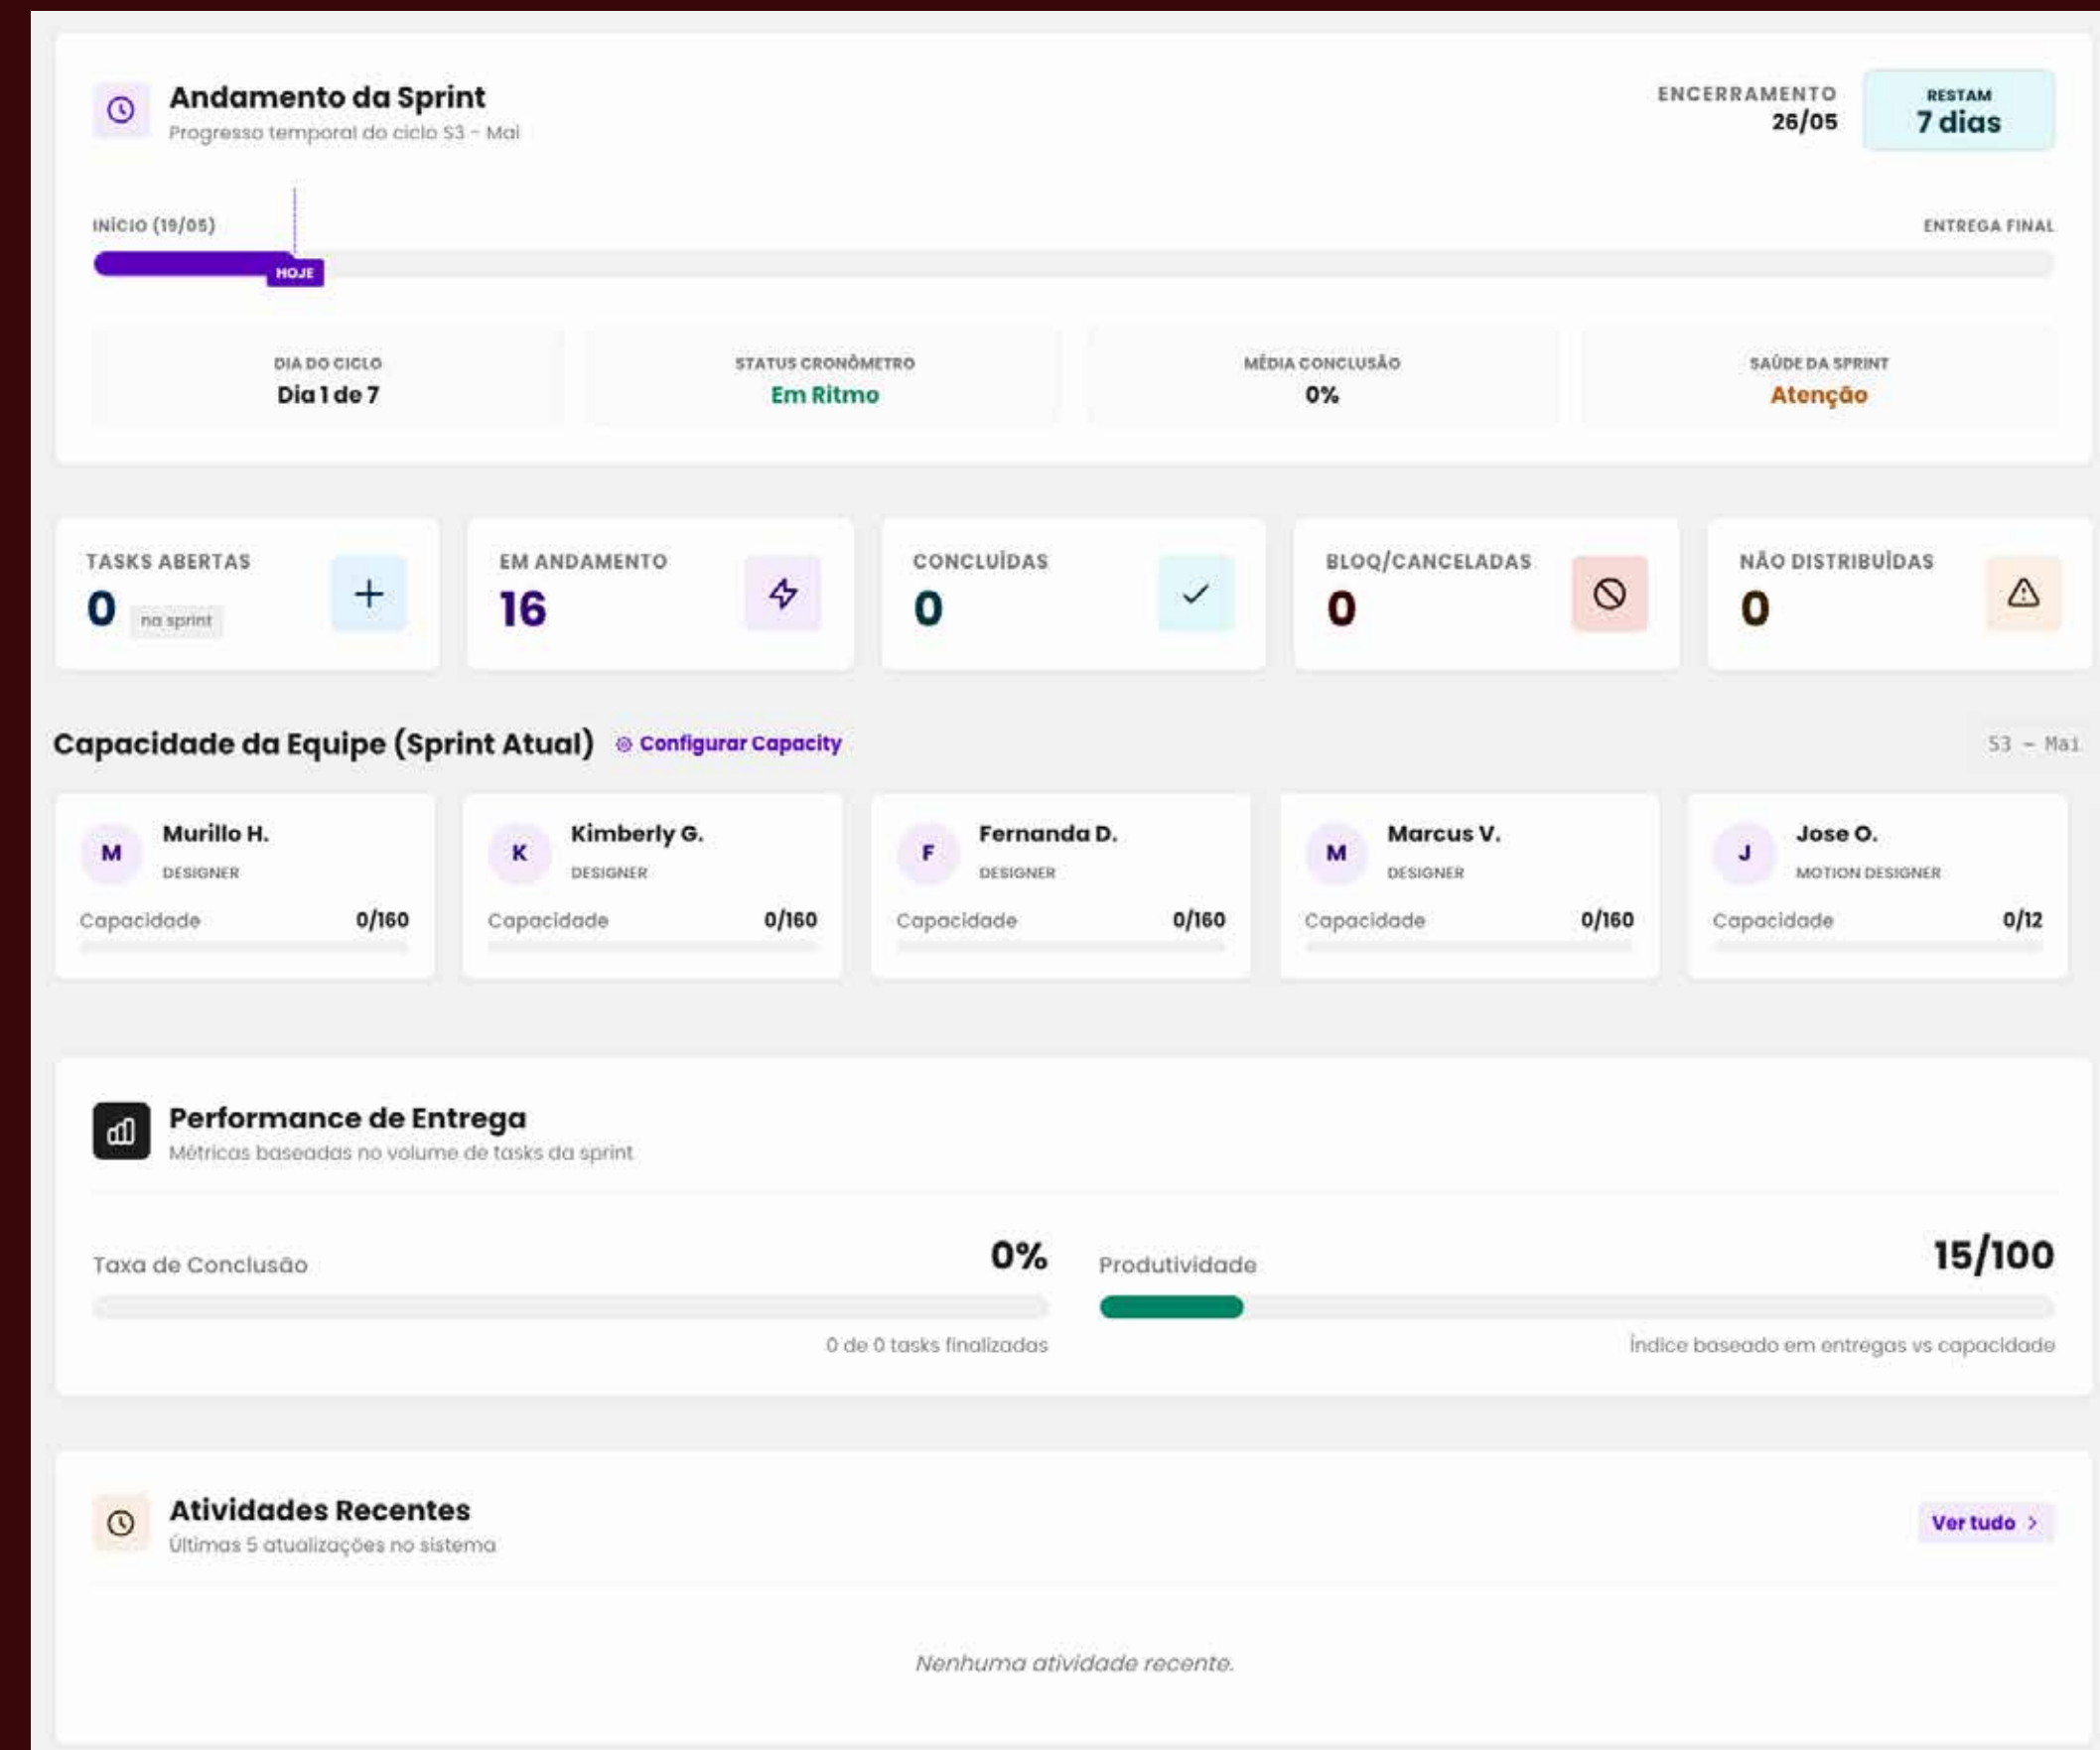 Andamento da Sprint
Progresso temporal do ciclo S3 - Mai
ENCERRAMENTO
26/05
RESTAM
7 dias
INÍCIO (19/05)
ENTREGA FINAL
HOJE
DIA DO CICLO
Dia 1 de 7
STATUS CRONÔMETRO
Em Ritmo
MÉDIA CONCLUSÃO
0%
SAÚDE DA SPRINT
Atenção
TASKS ABERTAS
0 na sprint
EM ANDAMENTO
16
CONCLUÍDAS
0
BLOQ/CANCELADAS
0
NÃO DISTRIBUÍDAS
0
Capacidade da Equipe (Sprint Atual)
Configurar Capacity
S3 - Mai
M
Murillo H.
DESIGNER
Capacidade 0/160
K
Kimberly G.
DESIGNER
Capacidade 0/160
F
Fernanda D.
DESIGNER
Capacidade 0/160
M
Marcus V.
DESIGNER
Capacidade 0/160
J
Jose O.
MOTION DESIGNER
Capacidade 0/12
Performance de Entrega
Métricas baseadas no volume de tasks da sprint
Taxa de Conclusão 0%
0 de 0 tasks finalizadas
Produtividade 15/100
Índice baseado em entregas vs capacidade
Atividades Recentes
Últimas 5 atualizações no sistema
Ver tudo >
Nenhuma atividade recente.